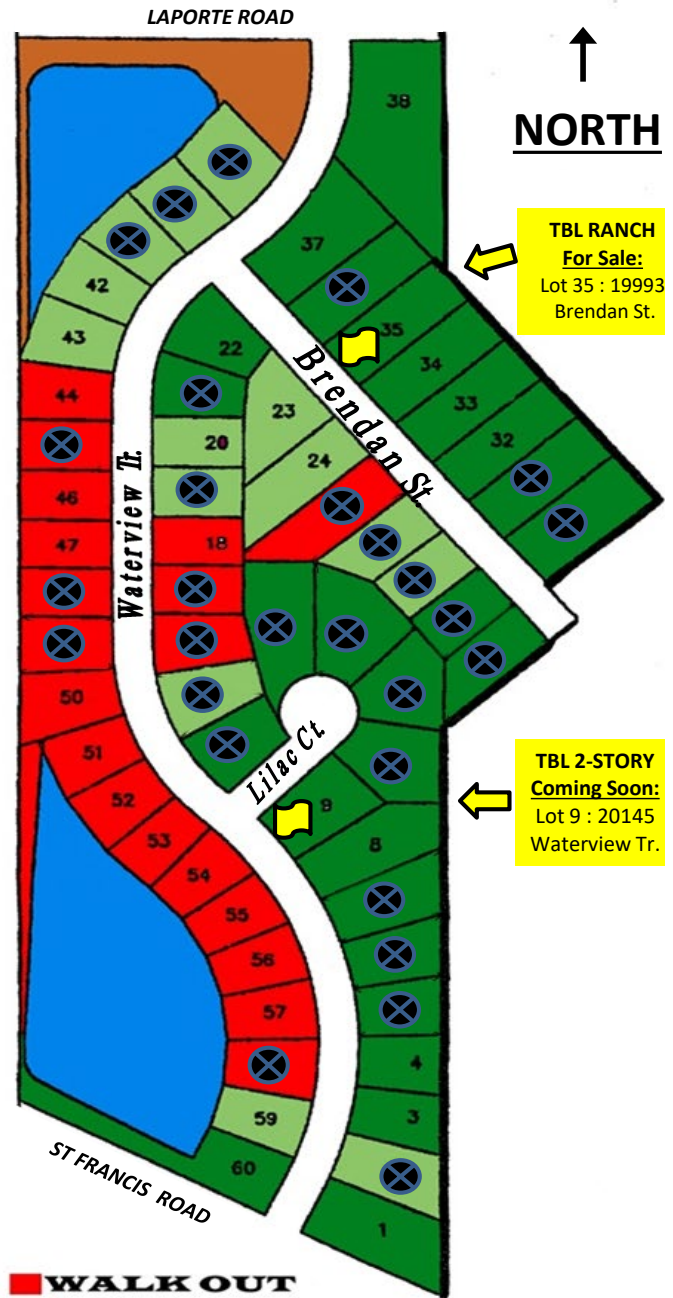 LAPORTE ROAD
NORTH
38
37
TBL RANCH
For Sale:
Lot 35 : 19993
Brendan St.
42
43
22
35
34
33
32
Brendan St.
44
23
20
24
46
47
18
Waterview Tr.
50
51
Lilac Ct
TBL 2-STORY
Coming Soon:
Lot 9 : 20145
Waterview Tr.
52
53
54
55
56
57
9
8
4
3
59
60
1
ST FRANCIS ROAD
WALK OUT